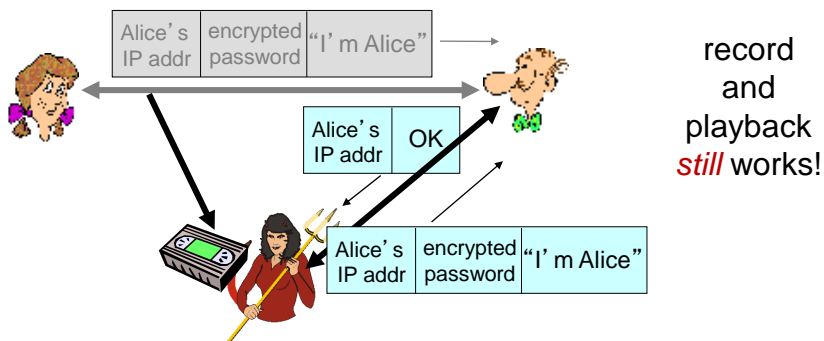 Alice's
IP addr
encrypted
password
“I'm Alice”
record
and
playback
still works!
Alice's
IP addr
OK
Alice's
IP addr
encrypted
password
“I'm Alice”